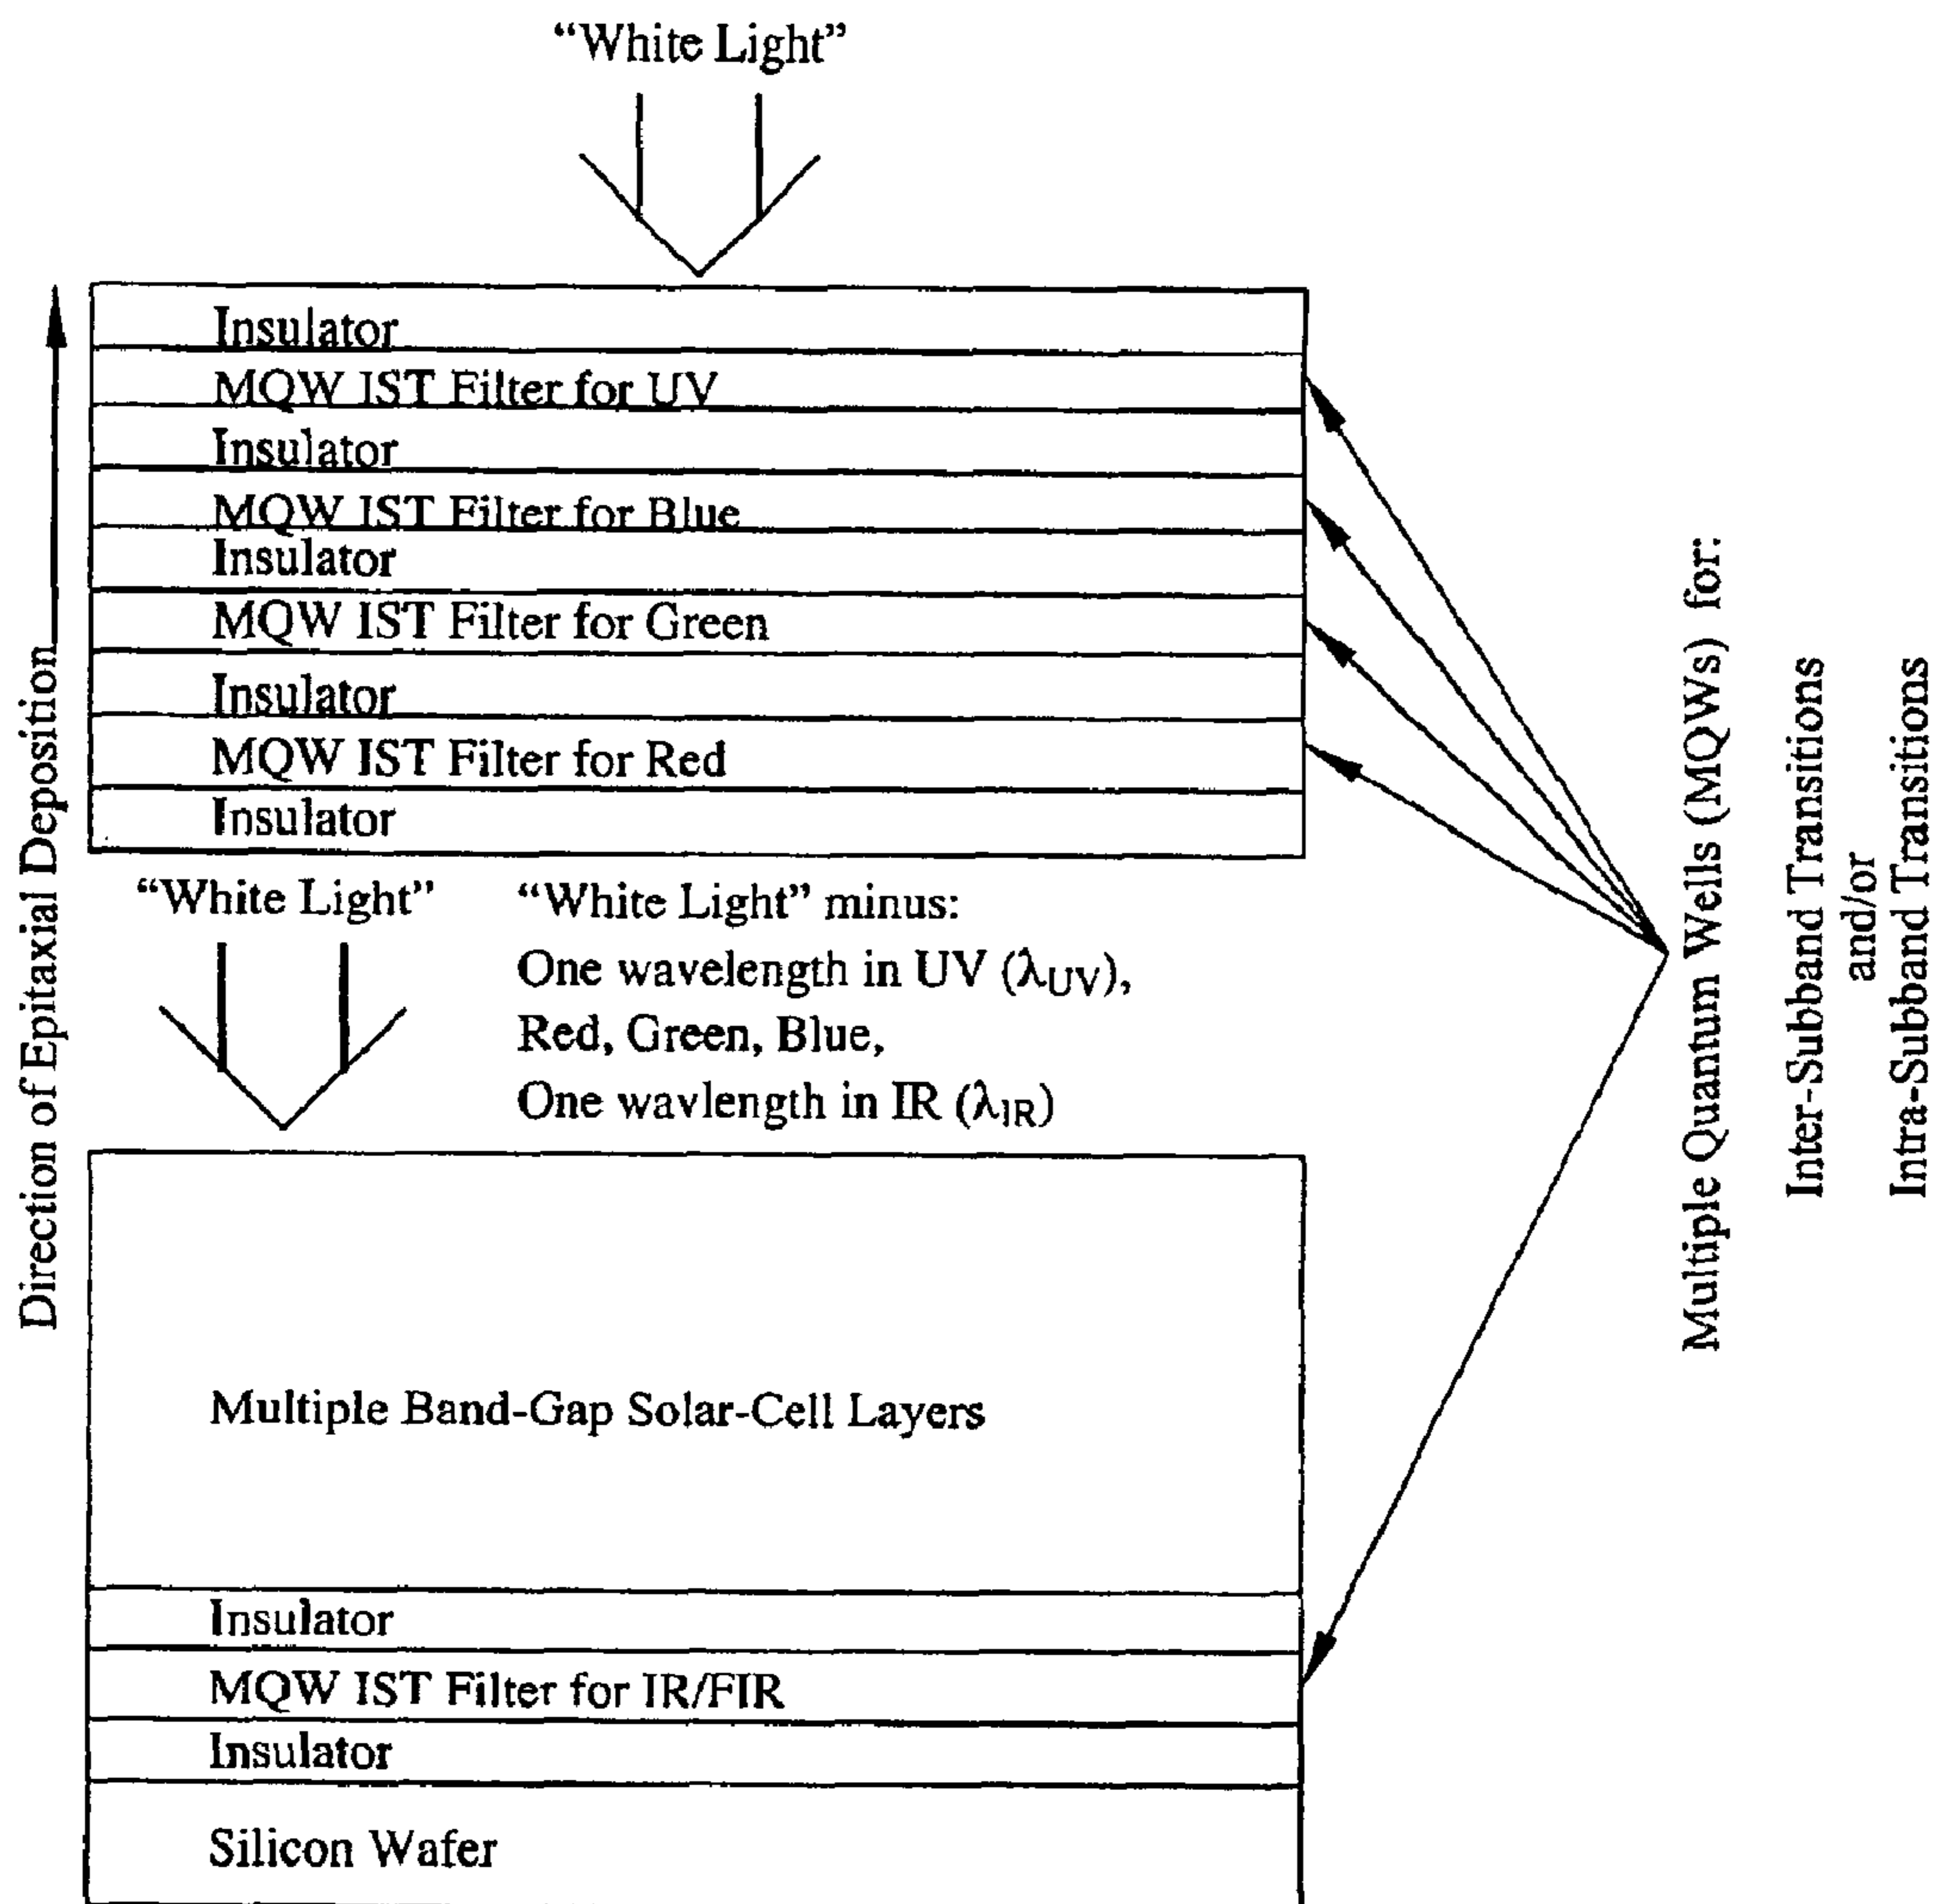 “White Light”
Insulator
MQW IST Filter for UV
Insulator
MQW IST Filter for Blue
Insulator
MQW IST Filter for Green
Insulator
MQW IST Filter for Red
Insulator
“White Light”
“White Light” minus:
One wavelength in UV (λUV),
Red, Green, Blue,
One wavlength in IR (λIR)
Multiple Band-Gap Solar-Cell Layers
Insulator
MQW IST Filter for IR/FIR
Insulator
Silicon Wafer
Direction of Epitaxial Deposition
Multiple Quantum Wells (MQWs) for:
Inter-Subband Transitions
and/or
Intra-Subband Transitions